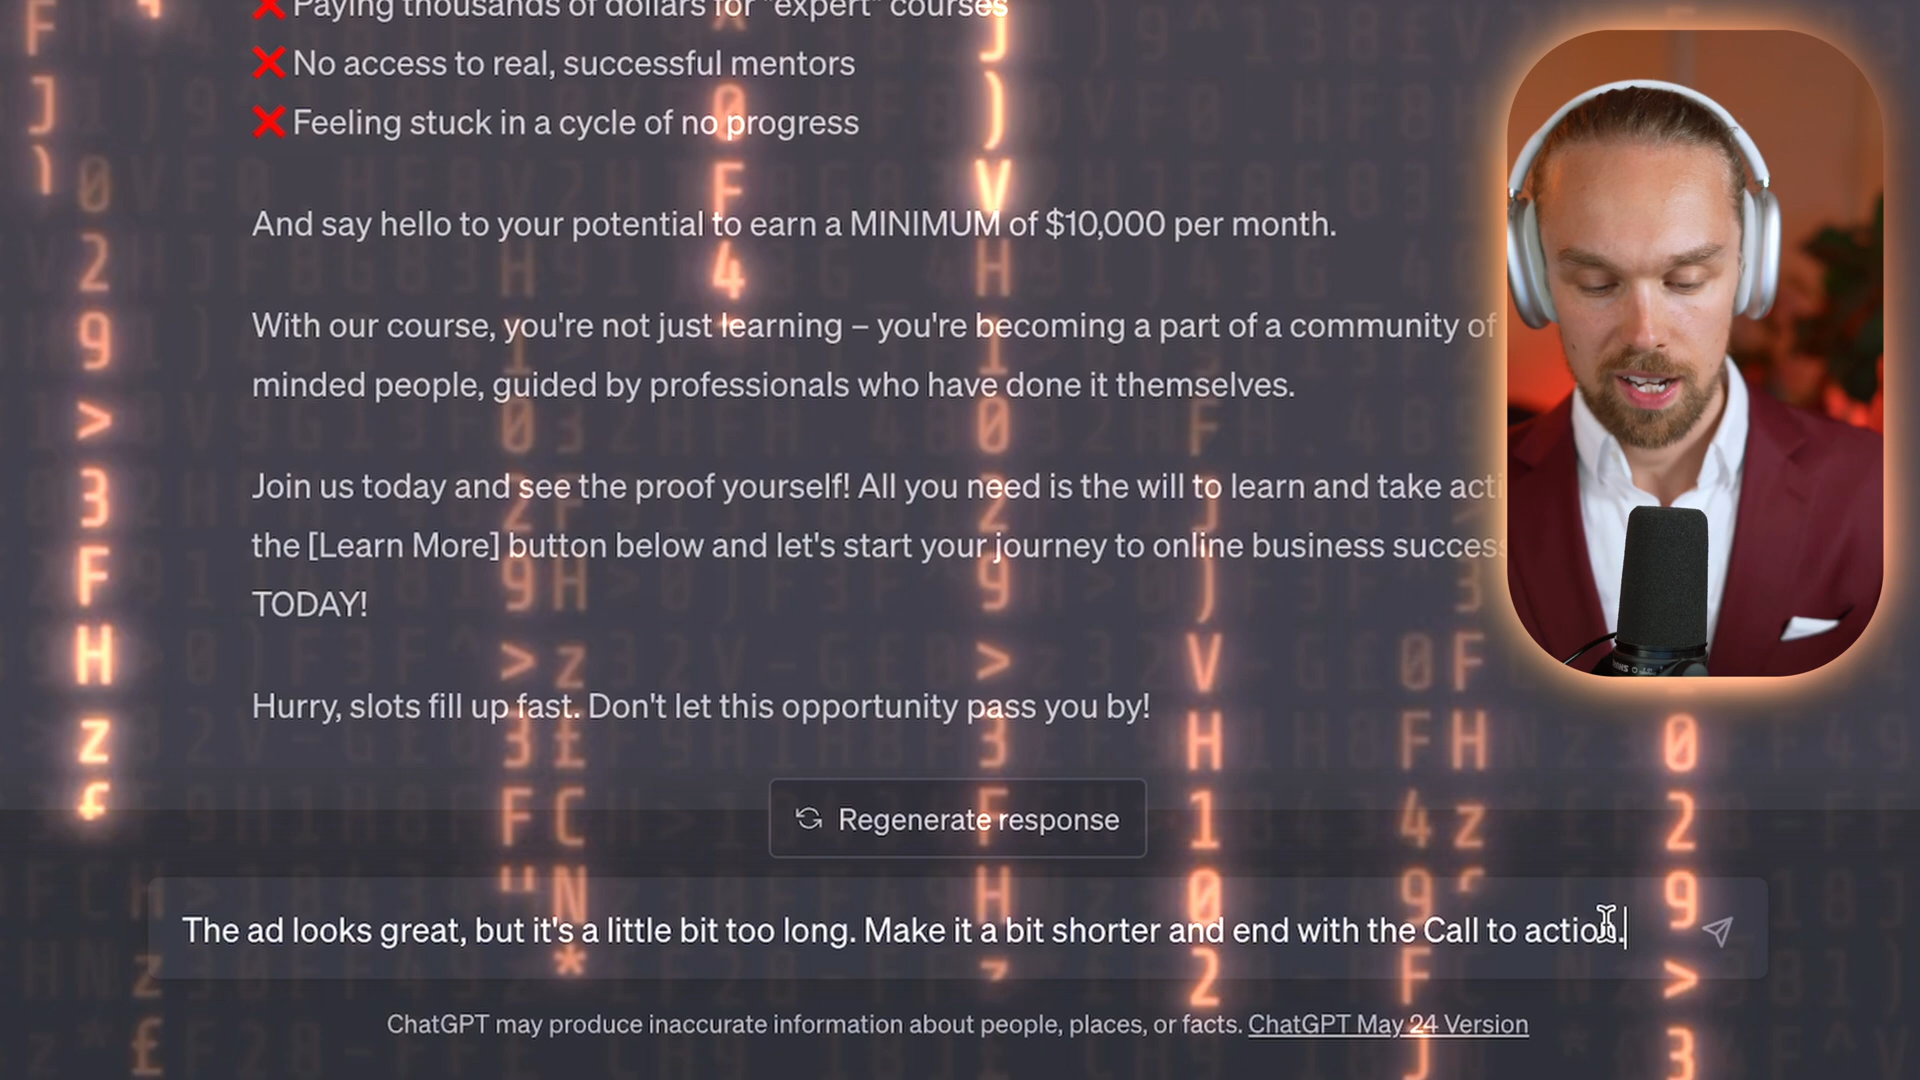 ❌ Paying thousands of dollars for "expert" courses
❌ No access to real, successful mentors
❌ Feeling stuck in a cycle of no progress
And say hello to your potential to earn a MINIMUM of $10,000 per month.
With our course, you're not just learning – you're becoming a part of a community of
minded people, guided by professionals who have done it themselves.
Join us today and see the proof yourself! All you need is the will to learn and take
the [Learn More] button below and let's start your journey to online business success
TODAY!
Hurry, slots fill up fast. Don't let this opportunity pass you by!
Regenerate response
The ad looks great, but it's a little bit too long. Make it a bit shorter and end with the Call to action.
ChatGPT may produce inaccurate information about people, places, or facts. ChatGPT May 24 Version